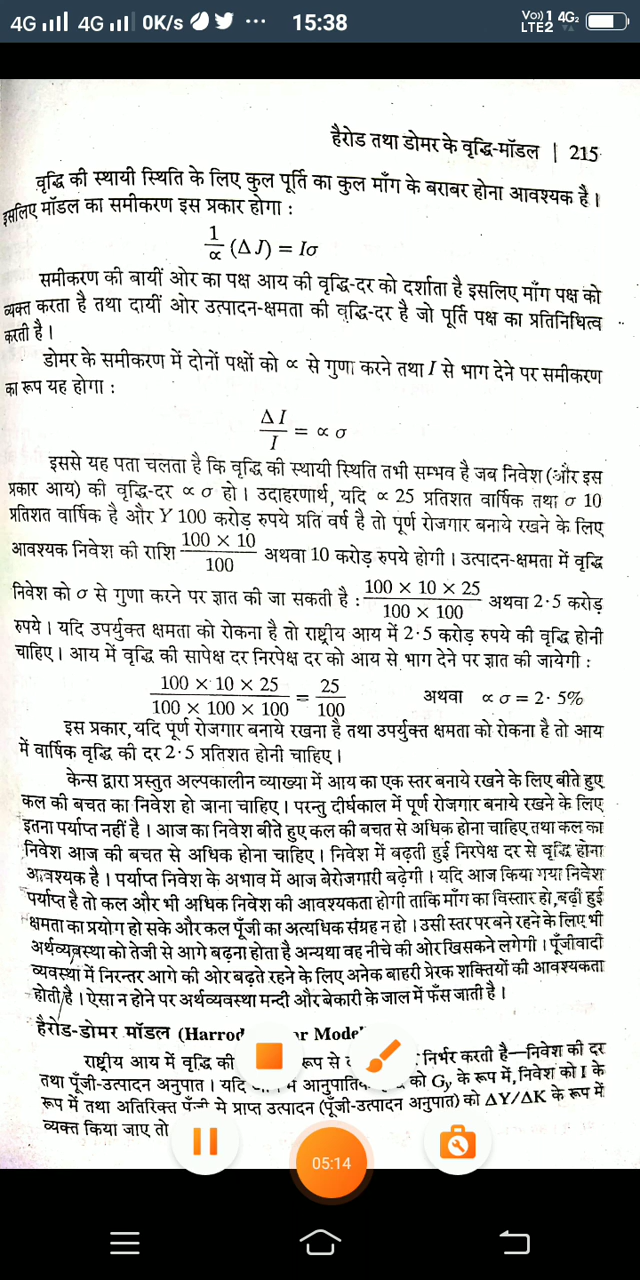 4G 4G 0K/s ... 15:38 Vo)) 1 4G2 LTE2
हैरोड तथा डोमर के वृद्धि-मॉडल | 215
वृद्धि की स्थायी स्थिति के लिए कुल पूर्ति का कुल माँग के बराबर होना आवश्यक है।
इसलिए मॉडल का समीकरण इस प्रकार होगा :
1/∝ (Δ J) = Iσ
समीकरण की बायीं ओर का पक्ष आय की वृद्धि-दर को दर्शाता है इसलिए माँग पक्ष को
व्यक्त करता है तथा दायीं ओर उत्पादन-क्षमता की वृद्धि-दर है जो पूर्ति पक्ष का प्रतिनिधित्व
करती है।
डोमर के समीकरण में दोनों पक्षों को ∝ से गुणा करने तथा I से भाग देने पर समीकरण
का रूप यह होगा :
Δ I / I = ∝ σ
इससे यह पता चलता है कि वृद्धि की स्थायी स्थिति तभी सम्भव है जब निवेश (और इस
प्रकार आय) की वृद्धि-दर ∝ σ हो। उदाहरणार्थ, यदि ∝ 25 प्रतिशत वार्षिक तथा σ 10
प्रतिशत वार्षिक है और Y 100 करोड़ रुपये प्रति वर्ष है तो पूर्ण रोजगार बनाये रखने के लिए
आवश्यक निवेश की राशि 100 × 10 / 100 अथवा 10 करोड़ रुपये होगी। उत्पादन-क्षमता में वृद्धि
निवेश को σ से गुणा करने पर ज्ञात की जा सकती है : 100 × 10 × 25 / 100 × 100 अथवा 2·5 करोड़
रुपये। यदि उपर्युक्त क्षमता को रोकना है तो राष्ट्रीय आय में 2·5 करोड़ रुपये की वृद्धि होनी
चाहिए। आय में वृद्धि की सापेक्ष दर निरपेक्ष दर को आय से भाग देने पर ज्ञात की जायेगी :
100 × 10 × 25 / 100 × 100 × 100 = 25 / 100 अथवा ∝ σ = 2· 5%
इस प्रकार, यदि पूर्ण रोजगार बनाये रखना है तथा उपर्युक्त क्षमता को रोकना है तो आय
में वार्षिक वृद्धि की दर 2·5 प्रतिशत होनी चाहिए।
केन्स द्वारा प्रस्तुत अल्पकालीन व्याख्या में आय का एक स्तर बनाये रखने के लिए बीते हुए
कल की बचत का निवेश हो जाना चाहिए। परन्तु दीर्घकाल में पूर्ण रोजगार बनाये रखने के लिए
इतना पर्याप्त नहीं है। आज का निवेश बीते हुए कल की बचत से अधिक होना चाहिए तथा कल का
निवेश आज की बचत से अधिक होना चाहिए। निवेश में बढ़ती हुई निरपेक्ष दर से वृद्धि होना
आवश्यक है। पर्याप्त निवेश के अभाव में आज बेरोजगारी बढ़ेगी। यदि आज किया गया निवेश
पर्याप्त है तो कल और भी अधिक निवेश की आवश्यकता होगी ताकि माँग का विस्तार हो, बढ़ी हुई
क्षमता का प्रयोग हो सके और कल पूँजी का अत्यधिक संग्रह न हो। उसी स्तर पर बने रहने के लिए भी
अर्थव्यवस्था को तेजी से आगे बढ़ना होता है अन्यथा वह नीचे की ओर खिसकने लगेगी। पूँजीवादी
व्यवस्था में निरन्तर आगे की ओर बढ़ते रहने के लिए अनेक बाहरी प्रेरक शक्तियों की आवश्यकता
होती है। ऐसा न होने पर अर्थव्यवस्था मन्दी और बेकारी के जाल में फँस जाती है।
हैरोड-डोमर मॉडल (Harrod
राष्ट्रीय आय में वृद्धि की रूप से निर्भर करती है—निवेश की दर
तथा पूँजी-उत्पादन अनुपात। यदि में को Gy के रूप में, निवेश को I के
रूप में तथा अतिरिक्त पूँजी से प्राप्त उत्पादन (पूँजी-उत्पादन अनुपात) को ΔY/ΔK के रूप में
व्यक्त किया जाए तो
05:14